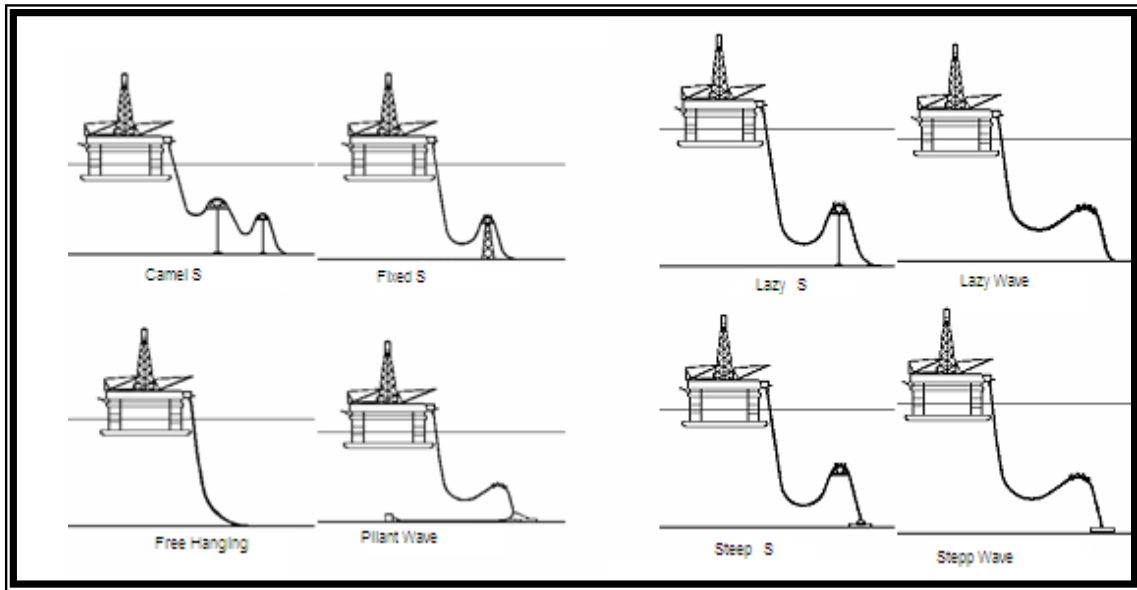 Camel S
Fixed S
Lazy S
Lazy Wave
Free Hanging
Pliant Wave
Steep S
Stepp Wave